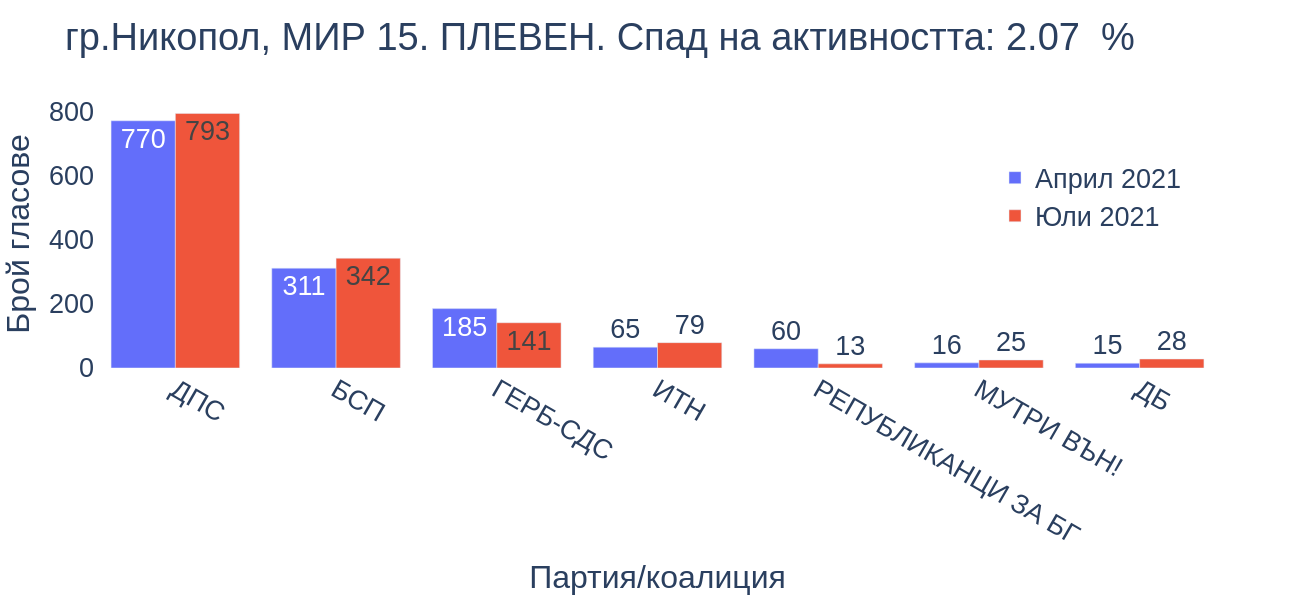 гр.Никопол, МИР 15. ПЛЕВЕН. Спад на активността: 2.07  %
Брой гласове
800
600
400
200
0
770
793
311
342
185
141
65
79
60
13
16
25
15
28
Април 2021
Юли 2021
ДПС
БСП
ГЕРБ-СДС
ИТН
РЕПУБЛИКАНЦИ ЗА БГ
МУТРИ ВЪН!
ДБ
Партия/коалиция